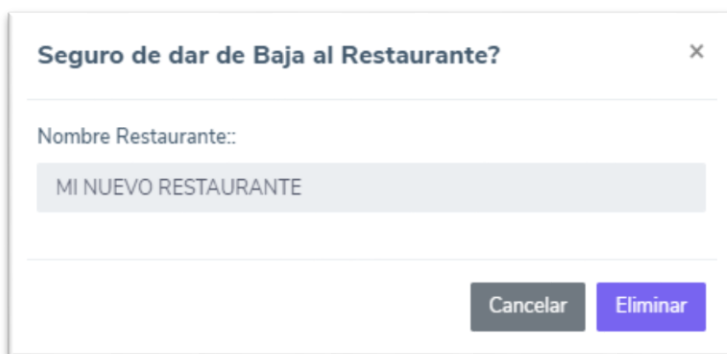 Seguro de dar de Baja al Restaurante? ×
Nombre Restaurante::
MI NUEVO RESTAURANTE
Cancelar Eliminar